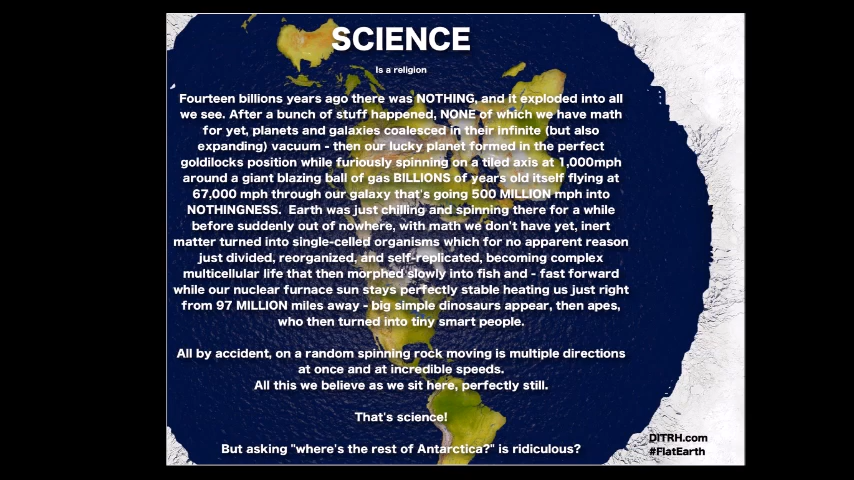 SCIENCE
Is a religion
Fourteen billions years ago there was NOTHING, and it exploded into all
we see. After a bunch of stuff happened, NONE of which we have math
for yet, planets and galaxies coalesced in their infinite (but also
expanding) vacuum - then our lucky planet formed in the perfect
goldilocks position while furiously spinning on a tiled axis at 1,000mph
around a giant blazing ball of gas BILLIONS of years old itself flying at
67,000 mph through our galaxy that's going 500 MILLION mph into
NOTHINGNESS. Earth was just chilling and spinning there for a while
before suddenly out of nowhere, with math we don't have yet, inert
matter turned into single-celled organisms which for no apparent reason
just divided, reorganized, and self-replicated, becoming complex
multicellular life that then morphed slowly into fish and - fast forward
while our nuclear furnace sun stays perfectly stable heating us just right
from 97 MILLION miles away - big simple dinosaurs appear, then apes,
who then turned into tiny smart people.
All by accident, on a random spinning rock moving is multiple directions
at once and at incredible speeds.
All this we believe as we sit here, perfectly still.
That's science!
But asking "where's the rest of Antarctica?" is ridiculous?
DITRH.com
#FlatEarth